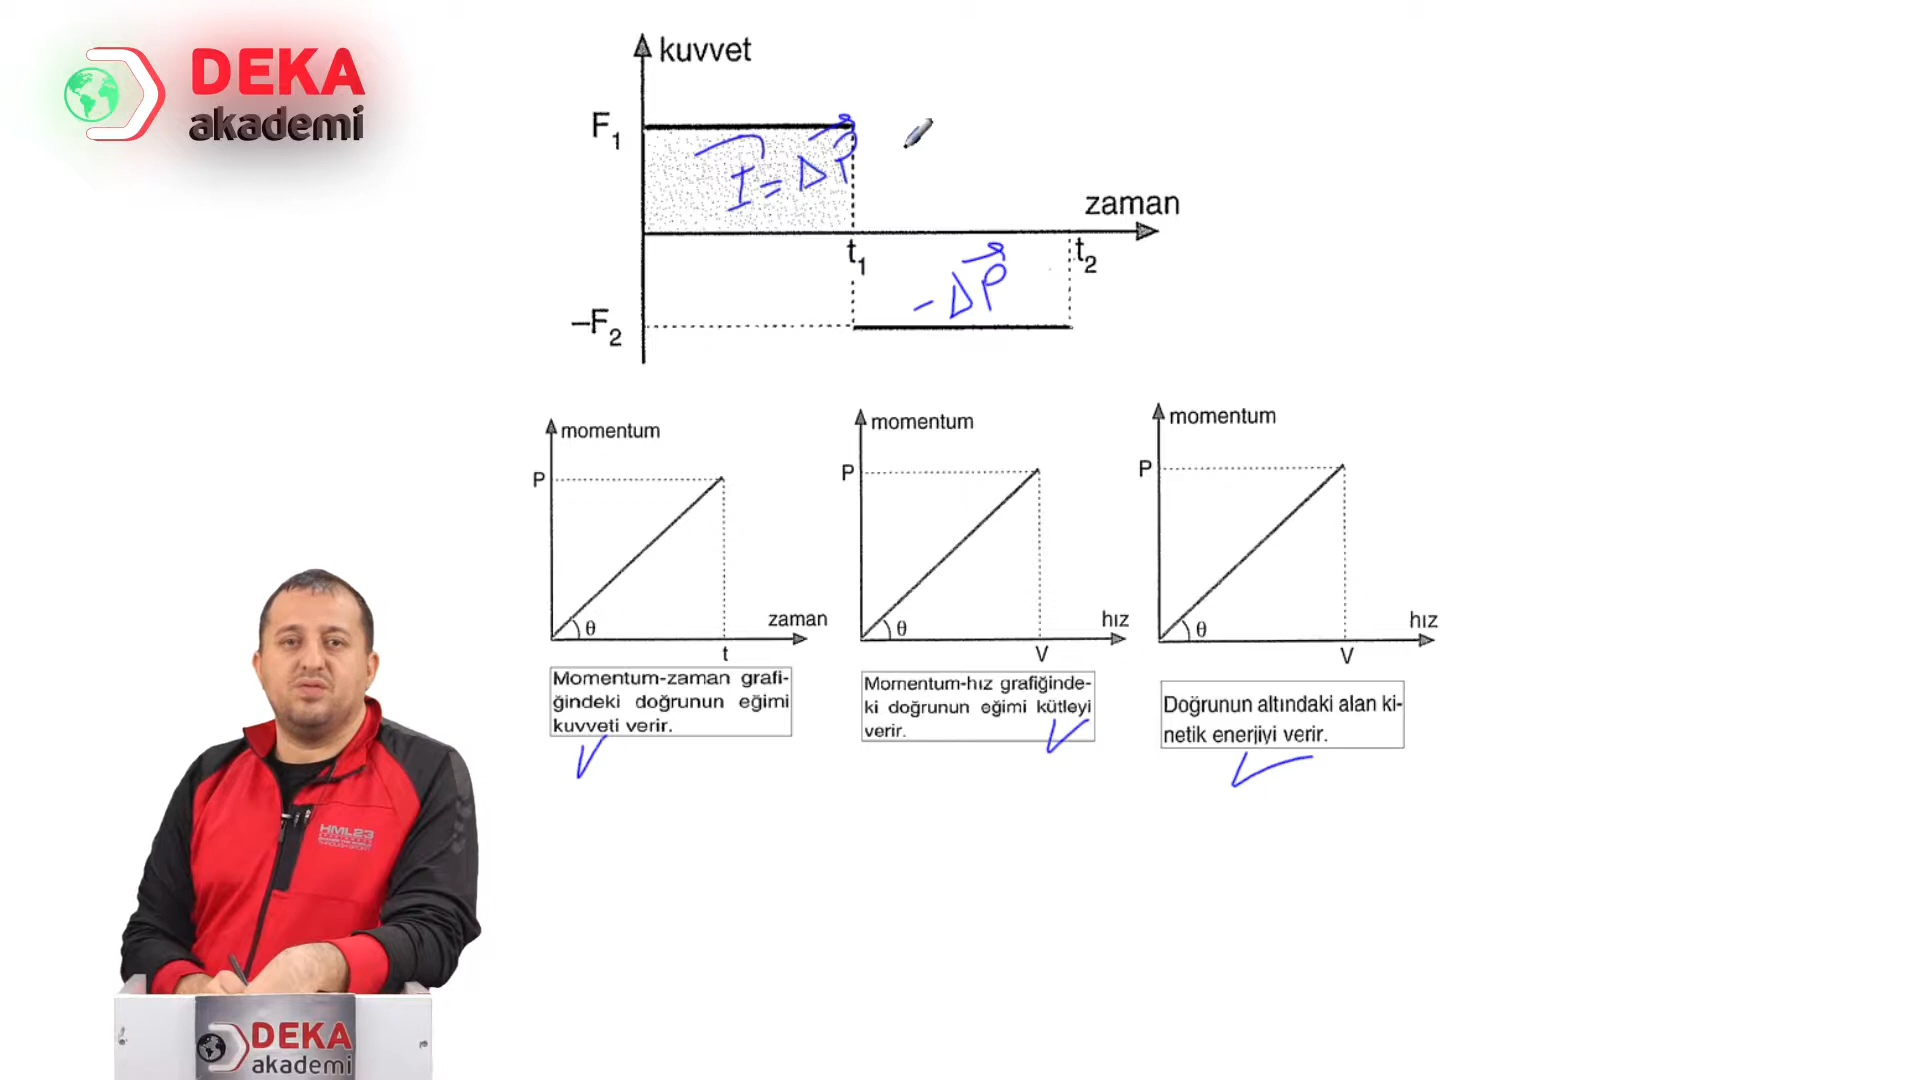 DEKA
akademi
kuvvet
F1
I = ΔP
zaman
t1
t2
-ΔP
–F2
momentum
P
θ
zaman
t
Momentum-zaman grafi-
ğindeki doğrunun eğimi
kuvveti verir.
momentum
P
θ
hız
V
Momentum-hız grafiğinde-
ki doğrunun eğimi kütleyi
verir.
momentum
P
θ
hız
V
Doğrunun altındaki alan ki-
netik enerjiyi verir.
HML23
DEKA
akademi